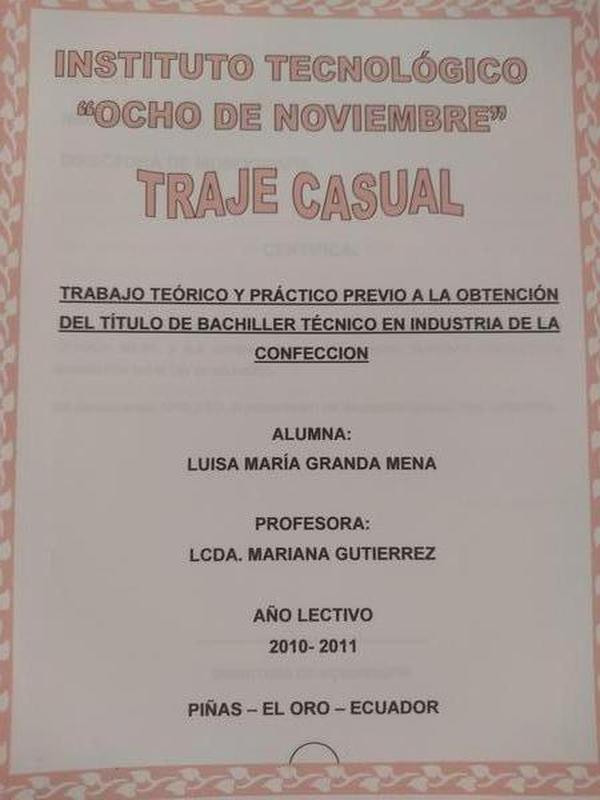 INSTITUTO TECNOLÓGICO
“OCHO DE NOVIEMBRE”
TRAJE CASUAL
TRABAJO TEÓRICO Y PRÁCTICO PREVIO A LA OBTENCIÓN
DEL TÍTULO DE BACHILLER TÉCNICO EN INDUSTRIA DE LA
CONFECCION
ALUMNA:
LUISA MARÍA GRANDA MENA
PROFESORA:
LCDA. MARIANA GUTIERREZ
AÑO LECTIVO
2010- 2011
PIÑAS – EL ORO – ECUADOR